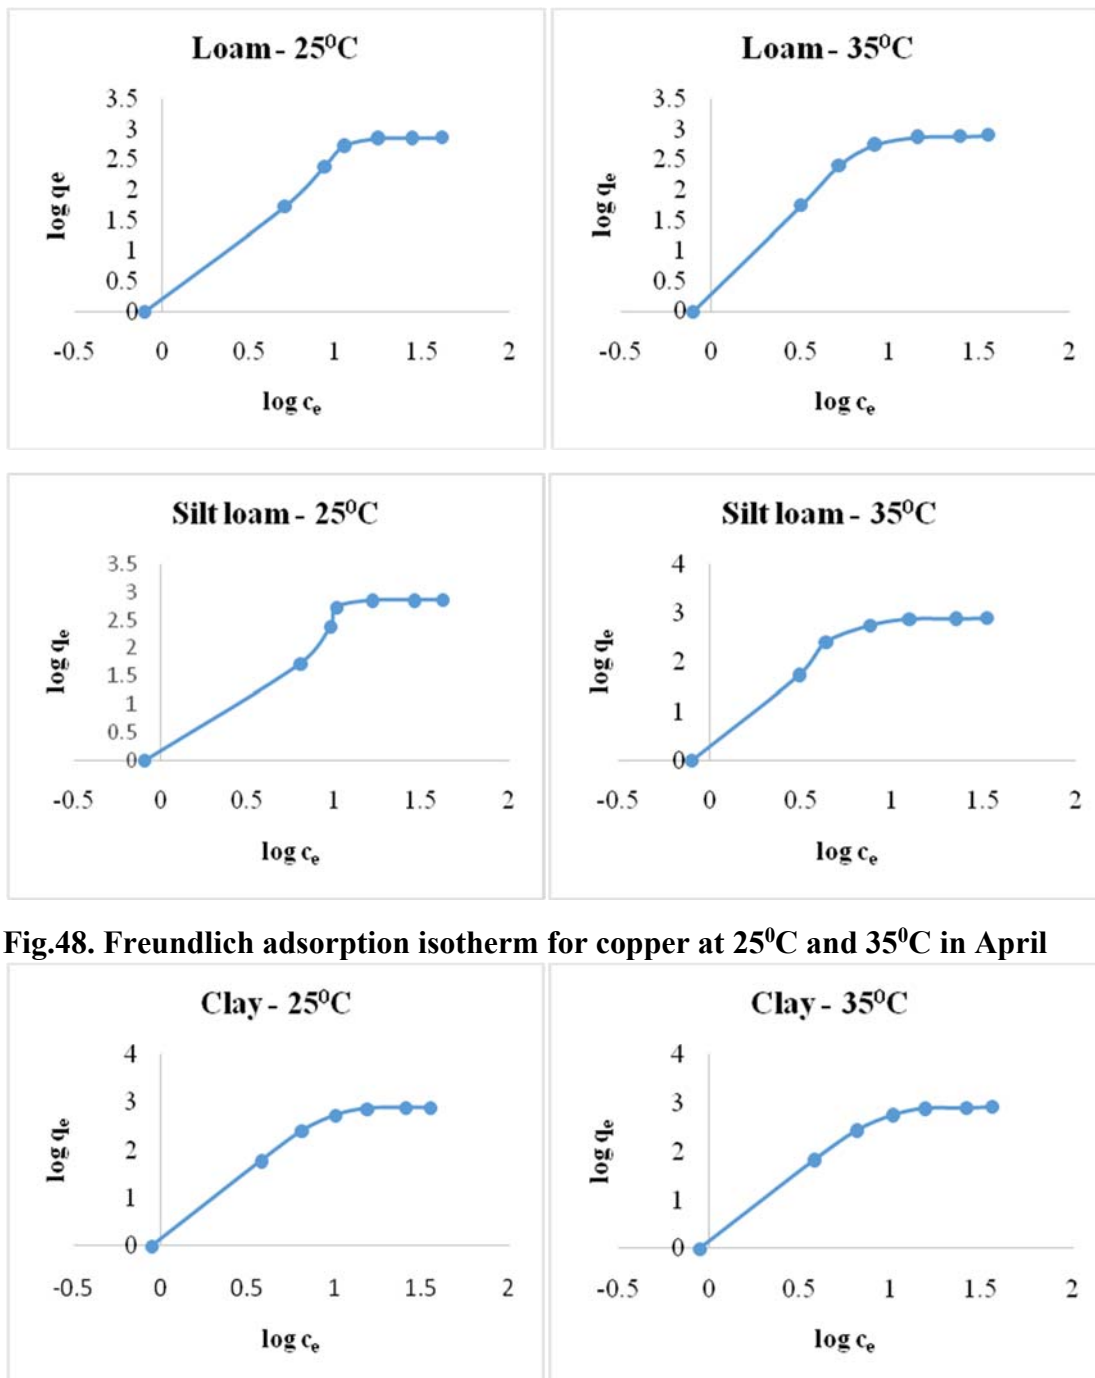 Loam - 25⁰C
3.5
3
2.5
2
1.5
1
0.5
0
-0.5 0 0.5 1 1.5 2
log qe
log cₑ
Loam - 35⁰C
3.5
3
2.5
2
1.5
1
0.5
0
-0.5 0 0.5 1 1.5 2
log qₑ
log cₑ
Silt loam - 25⁰C
3.5
3
2.5
2
1.5
1
0.5
0
-0.5 0 0.5 1 1.5 2
log qₑ
log cₑ
Silt loam - 35⁰C
4
3
2
1
0
-0.5 0 0.5 1 1.5 2
log qₑ
log cₑ
Fig.48. Freundlich adsorption isotherm for copper at 25⁰C and 35⁰C in April
Clay - 25⁰C
4
3
2
1
0
-0.5 0 0.5 1 1.5 2
log qₑ
log cₑ
Clay - 35⁰C
4
3
2
1
0
-0.5 0 0.5 1 1.5 2
log qₑ
log cₑ